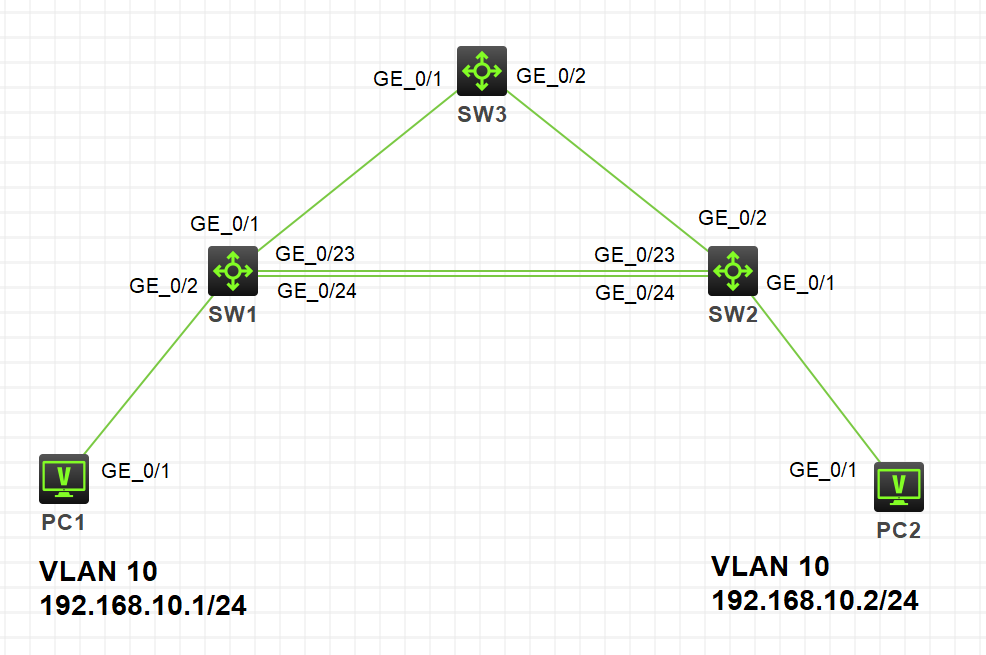 GE_0/1
GE_0/2
SW3
GE_0/1
GE_0/2
GE_0/23
GE_0/23
GE_0/2
GE_0/24
GE_0/24
GE_0/1
SW1
SW2
GE_0/1
GE_0/1
V
V
PC1
PC2
VLAN 10
192.168.10.1/24
VLAN 10
192.168.10.2/24